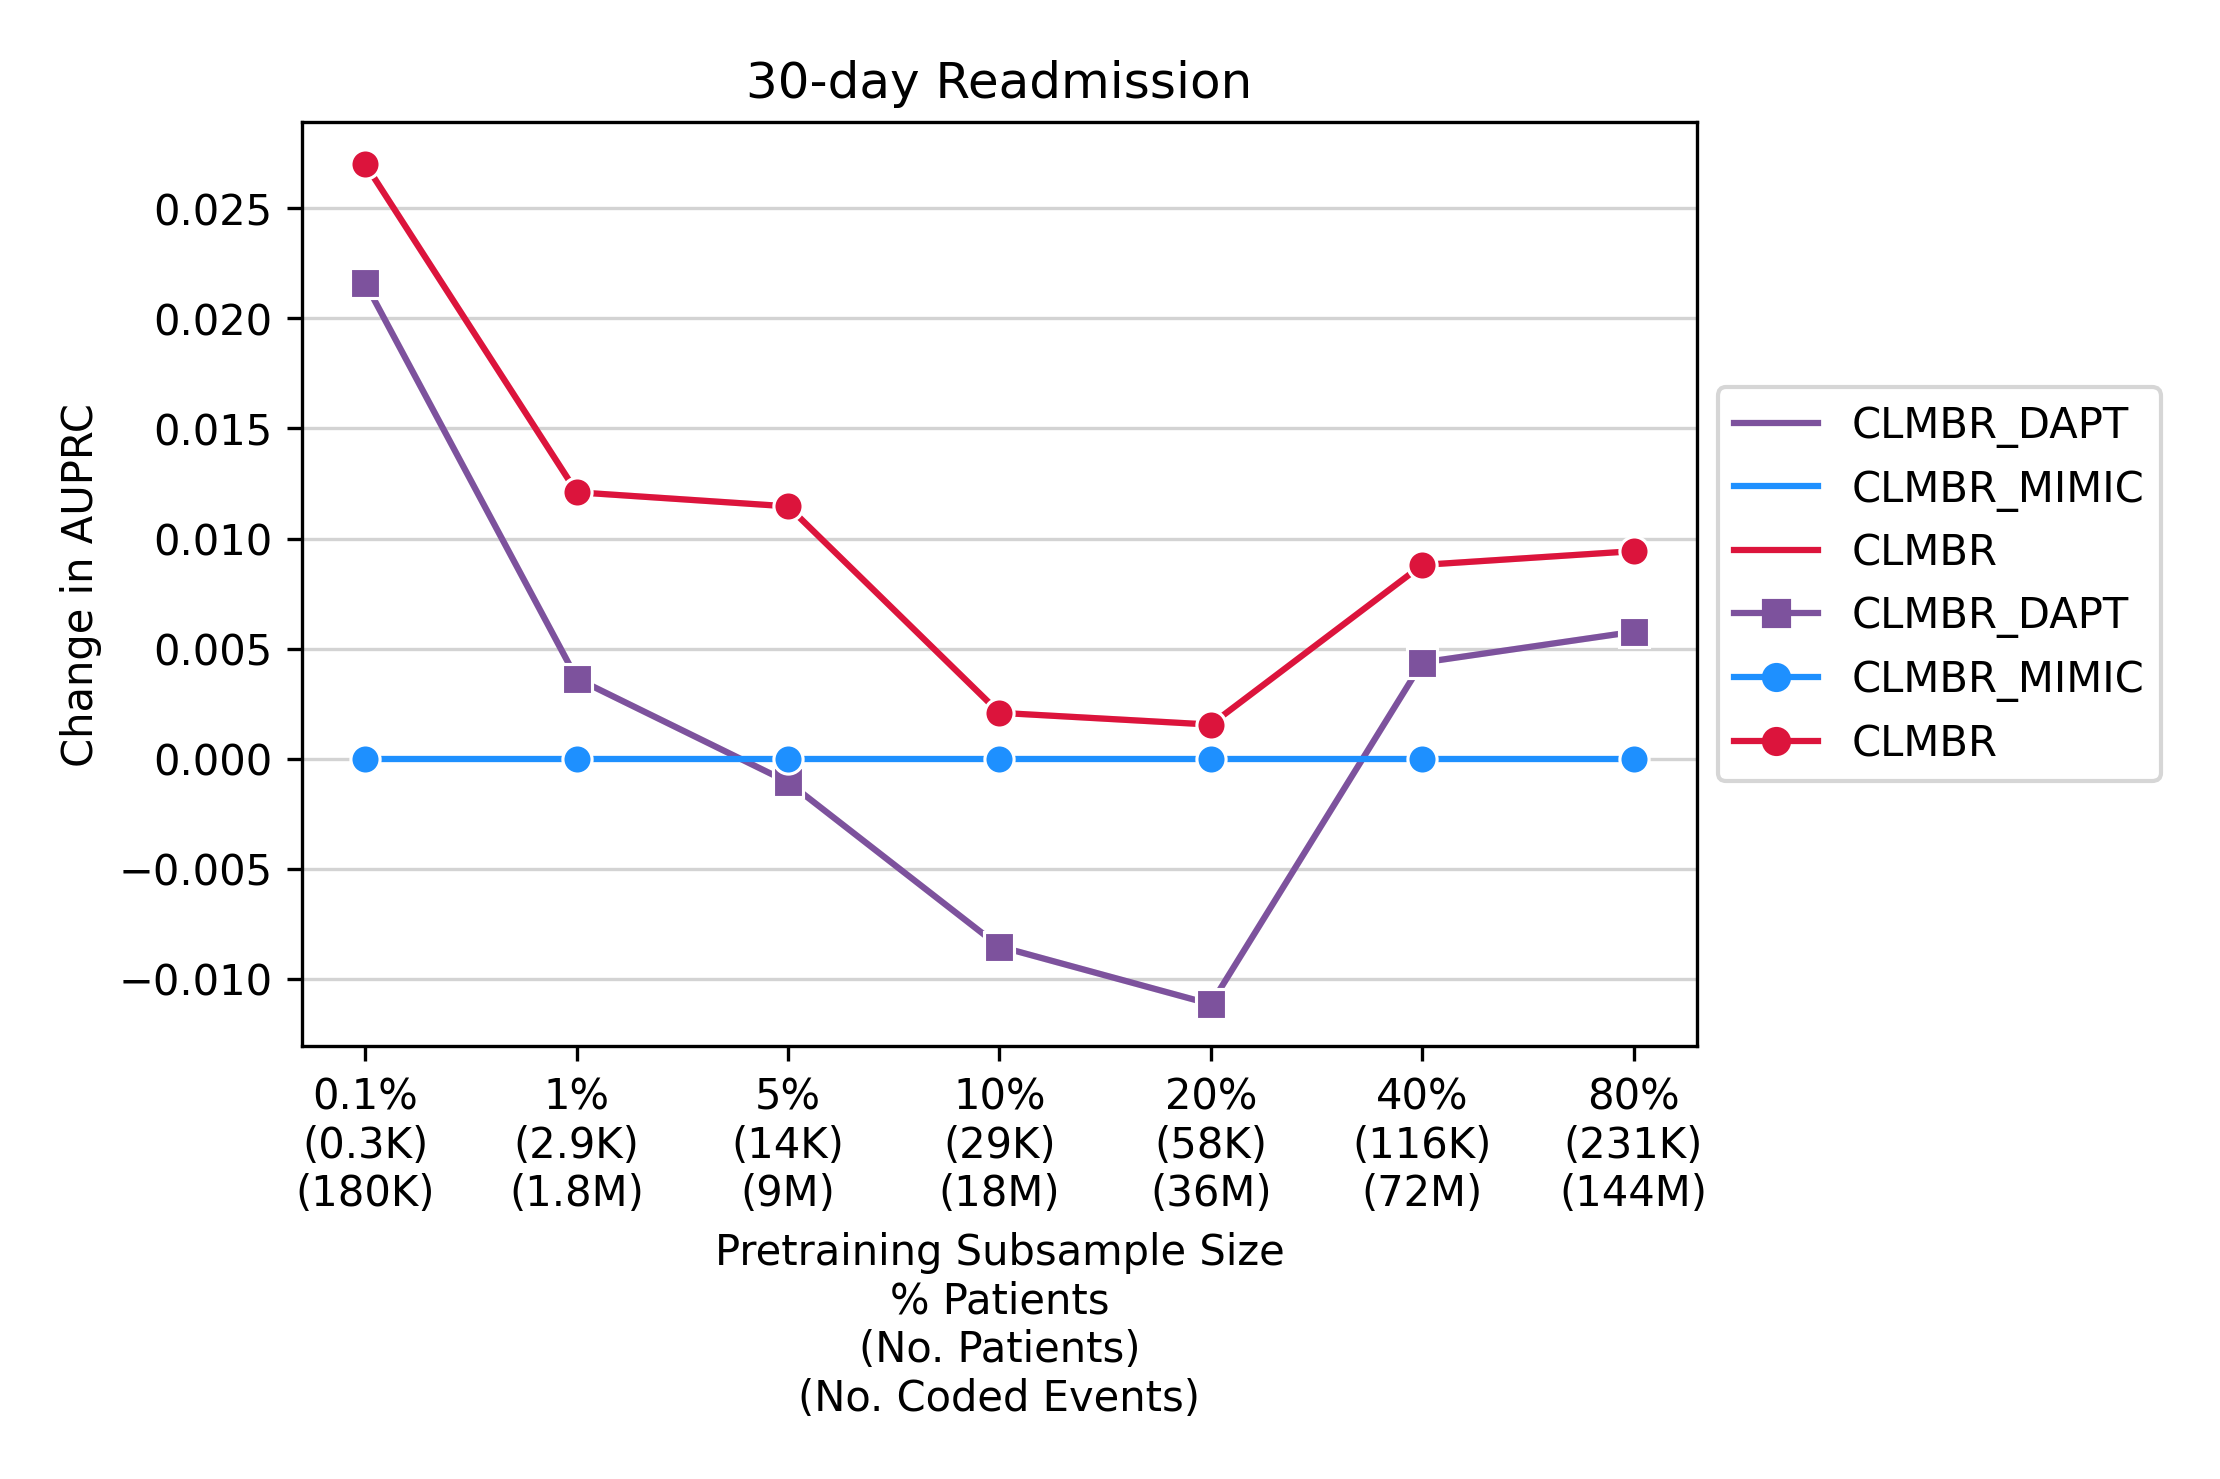 30-day Readmission
Change in AUPRC
0.025
0.020
0.015
0.010
0.005
0.000
−0.005
−0.010
CLMBR_DAPT
CLMBR_MIMIC
CLMBR
CLMBR_DAPT
CLMBR_MIMIC
CLMBR
0.1% 1% 5% 10% 20% 40% 80%
(0.3K) (2.9K) (14K) (29K) (58K) (116K) (231K)
(180K) (1.8M) (9M) (18M) (36M) (72M) (144M)
Pretraining Subsample Size
% Patients
(No. Patients)
(No. Coded Events)